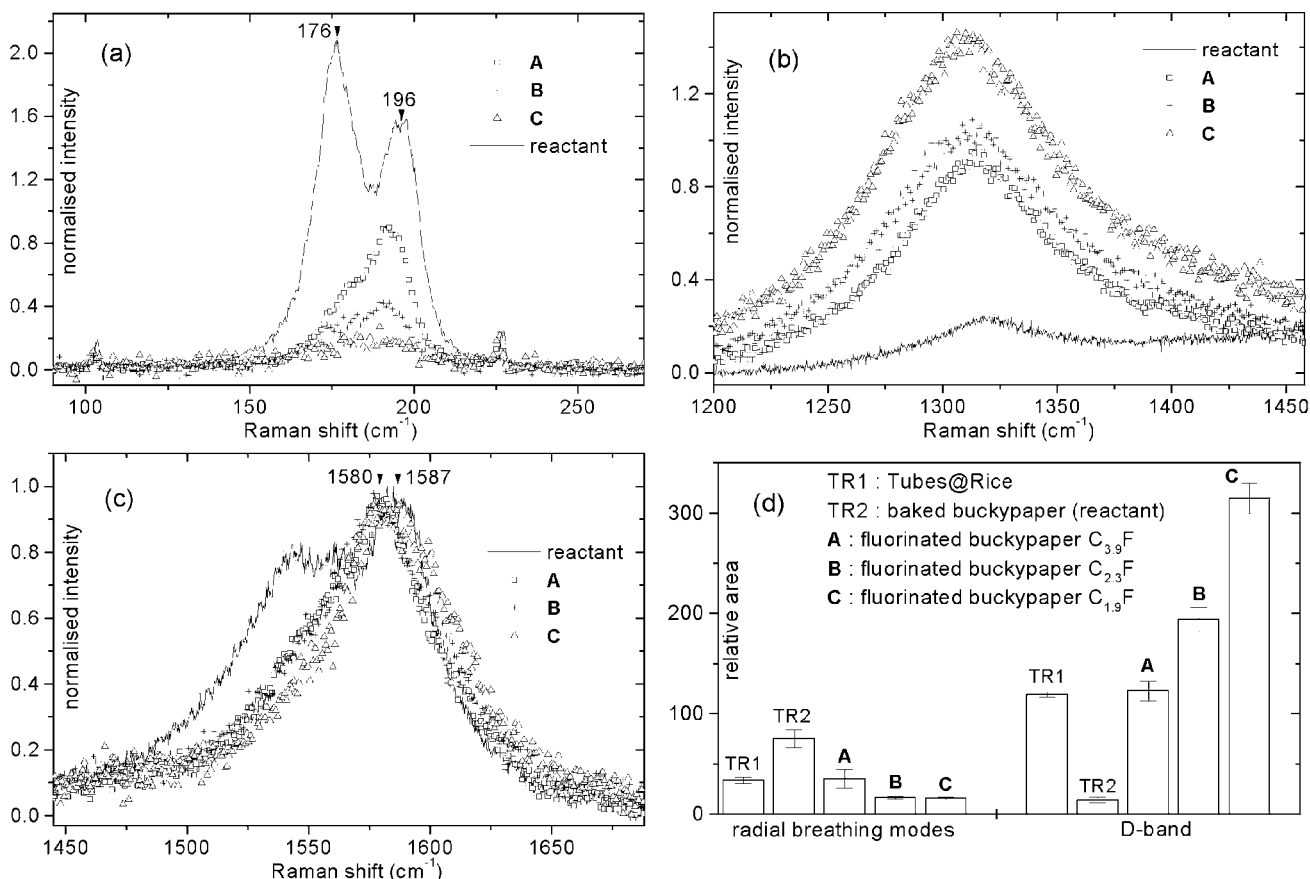 (a)
176
196
A
B
C
reactant
normalised intensity
2.0
1.6
1.2
0.8
0.4
0.0
100
150
200
250
Raman shift (cm-1)
(b)
reactant
A
B
C
normalised intensity
1.2
0.8
0.4
0.0
1200
1250
1300
1350
1400
1450
Raman shift (cm-1)
(c)
1580
1587
reactant
A
B
C
normalised intensity
1.0
0.8
0.6
0.4
0.2
0.0
1450
1500
1550
1600
1650
Raman shift (cm-1)
(d)
TR1 : Tubes@Rice
TR2 : baked buckypaper (reactant)
A : fluorinated buckypaper C3.9F
B : fluorinated buckypaper C2.3F
C : fluorinated buckypaper C1.9F
relative area
300
200
100
0
TR1
TR2
A
B
C
TR1
TR2
A
B
C
radial breathing modes
D-band